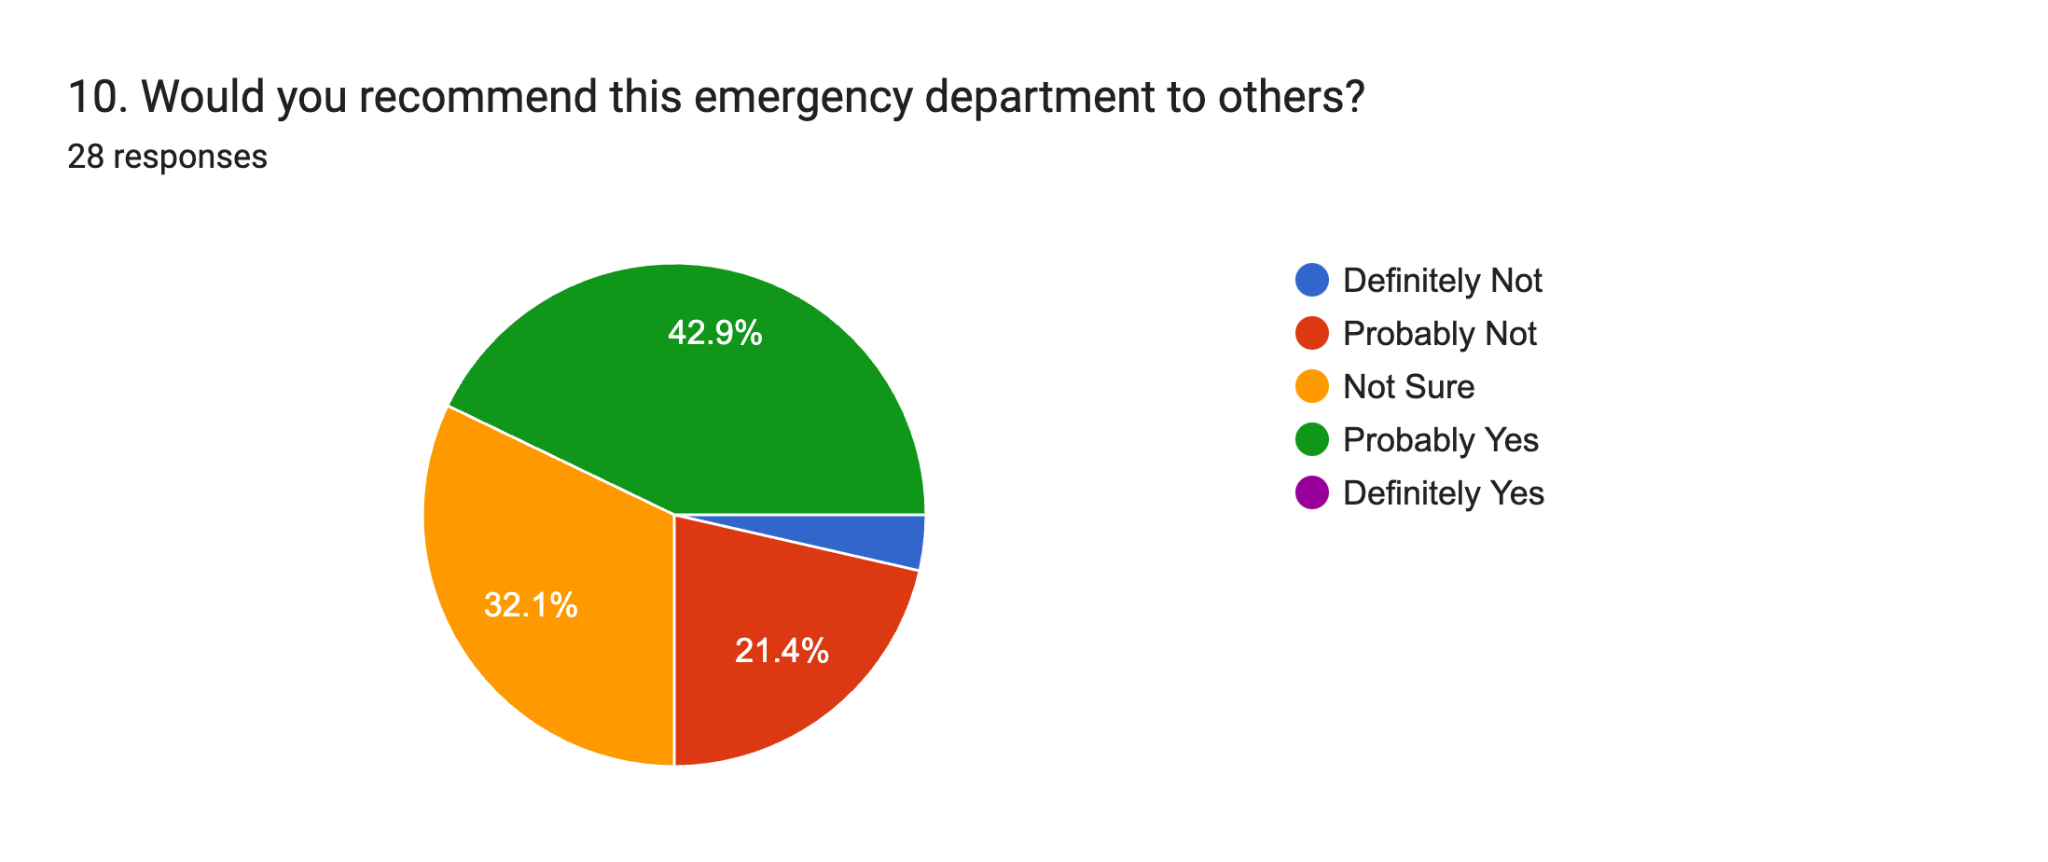 10. Would you recommend this emergency department to others?
28 responses
42.9%
32.1%
21.4%
Definitely Not
Probably Not
Not Sure
Probably Yes
Definitely Yes